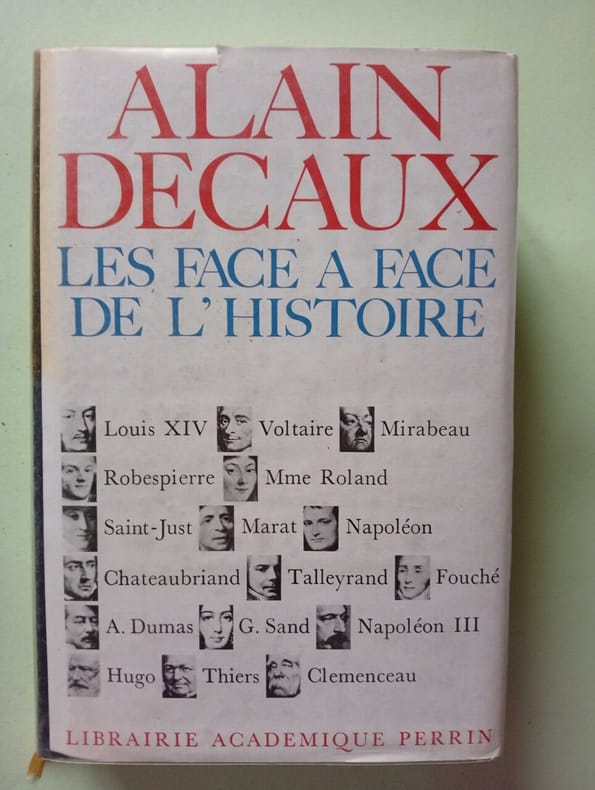 ALAIN
DECAUX
LES FACE A FACE
DE L'HISTOIRE
Louis XIV Voltaire Mirabeau
Robespierre Mme Roland
Saint-Just Marat Napoléon
Chateaubriand Talleyrand Fouché
A. Dumas G. Sand Napoléon III
Hugo Thiers Clemenceau
LIBRAIRIE ACADEMIQUE PERRIN